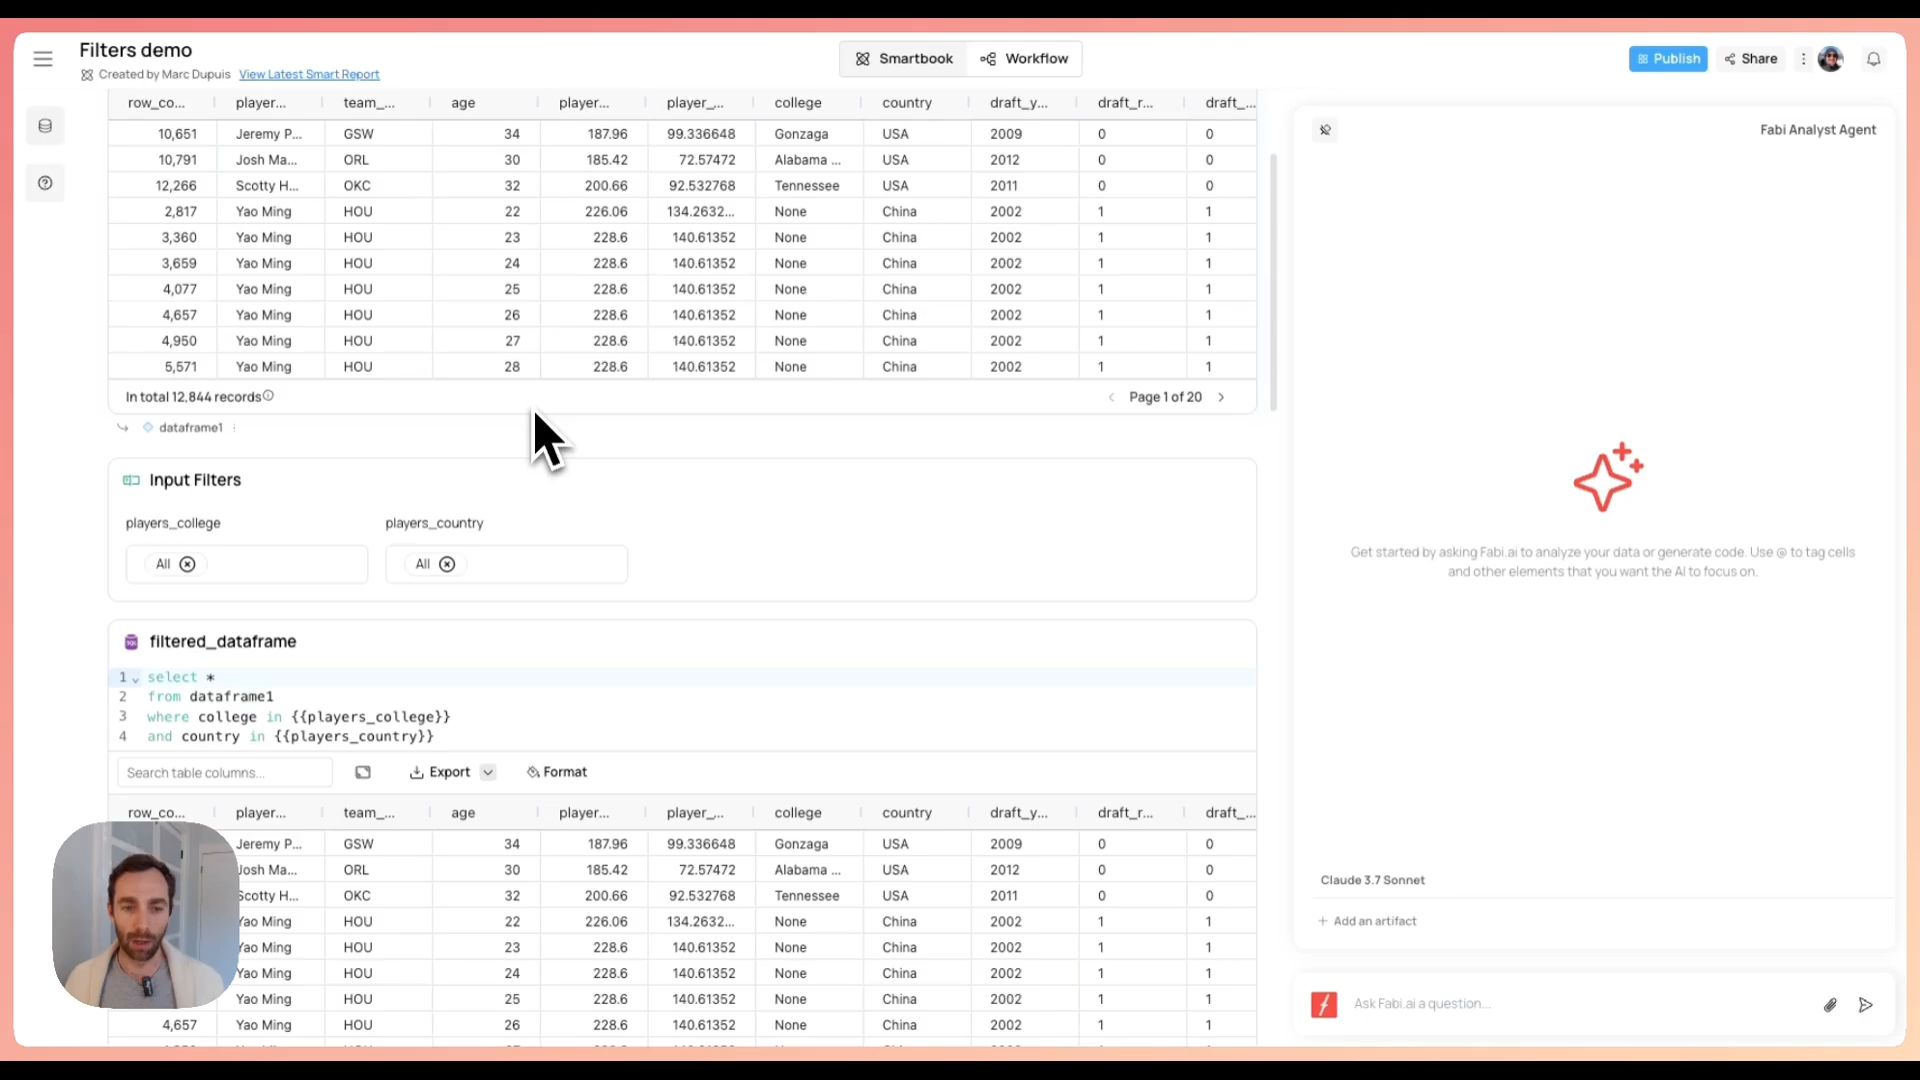 Filters demo
Created by Marc Dupuis View Latest Smart Report
Smartbook Workflow
Publish Share
row_co... player... team_... age player... player_... college country draft_y... draft_r... draft_...
10,651 Jeremy P... GSW 34 187.96 99.336648 Gonzaga USA 2009 0 0
10,791 Josh Ma... ORL 30 185.42 72.57472 Alabama ... USA 2012 0 0
12,266 Scotty H... OKC 32 200.66 92.532768 Tennessee USA 2011 0 0
2,817 Yao Ming HOU 22 226.06 134.2632... None China 2002 1 1
3,360 Yao Ming HOU 23 228.6 140.61352 None China 2002 1 1
3,659 Yao Ming HOU 24 228.6 140.61352 None China 2002 1 1
4,077 Yao Ming HOU 25 228.6 140.61352 None China 2002 1 1
4,657 Yao Ming HOU 26 228.6 140.61352 None China 2002 1 1
4,950 Yao Ming HOU 27 228.6 140.61352 None China 2002 1 1
5,571 Yao Ming HOU 28 228.6 140.61352 None China 2002 1 1
In total 12,844 records Page 1 of 20
dataframe1
Input Filters
players_college players_country
All All
filtered_dataframe
1 select *
2 from dataframe1
3 where college in {{players_college}}
4 and country in {{players_country}}
Search table columns... Export Format
row_co... player... team_... age player... player_... college country draft_y... draft_r... draft_...
Jeremy P... GSW 34 187.96 99.336648 Gonzaga USA 2009 0 0
Josh Ma... ORL 30 185.42 72.57472 Alabama ... USA 2012 0 0
Scotty H... OKC 32 200.66 92.532768 Tennessee USA 2011 0 0
Yao Ming HOU 22 226.06 134.2632... None China 2002 1 1
Yao Ming HOU 23 228.6 140.61352 None China 2002 1 1
Yao Ming HOU 24 228.6 140.61352 None China 2002 1 1
Yao Ming HOU 25 228.6 140.61352 None China 2002 1 1
4,657 Yao Ming HOU 26 228.6 140.61352 None China 2002 1 1
Fabi Analyst Agent
Get started by asking Fabi.ai to analyze your data or generate code. Use @ to tag cells
and other elements that you want the AI to focus on.
Claude 3.7 Sonnet
+ Add an artifact
Ask Fabi.ai a question...